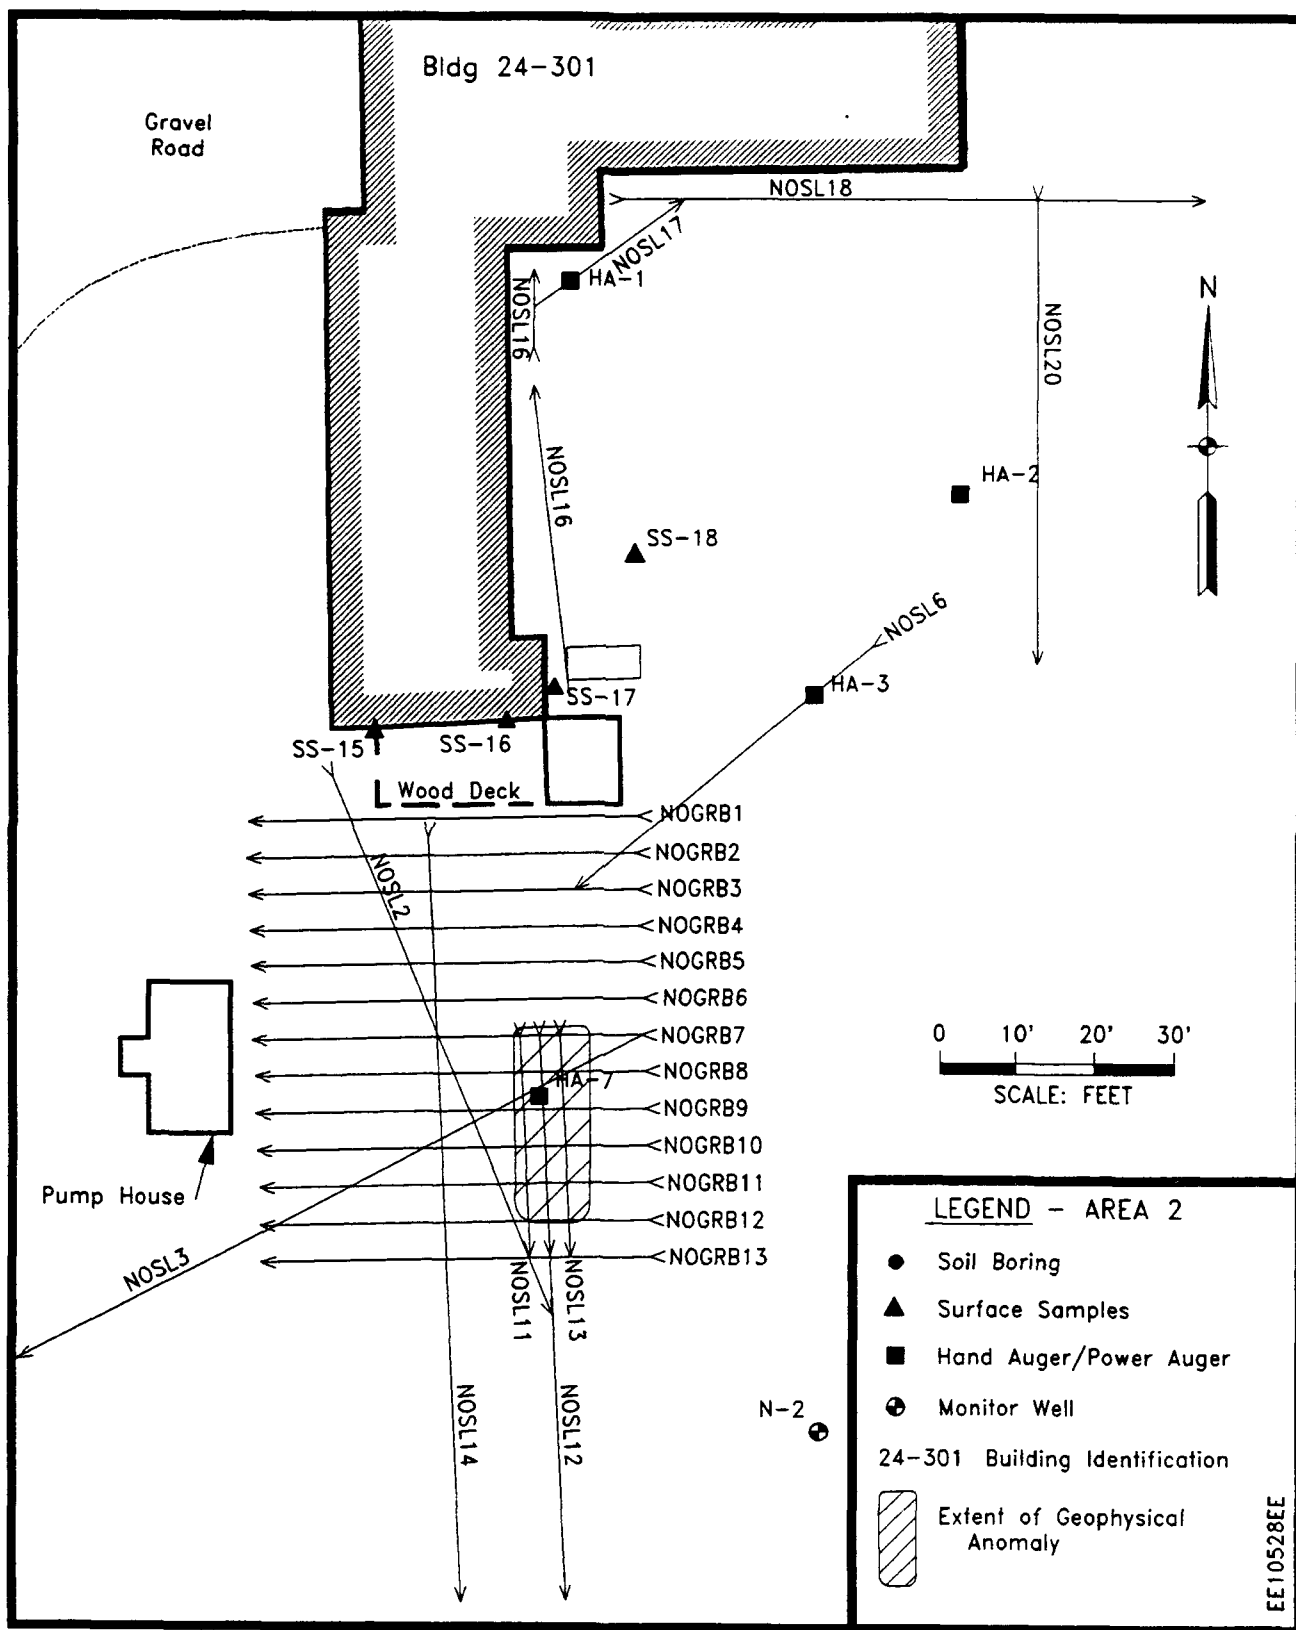 Bldg 24-301
Gravel
Road
NOSL18
NOSL17
HA-1
NOSL16
N
NOSL20
NOSL16
HA-2
SS-18
NOSL6
HA-3
SS-17
SS-15
SS-16
Wood Deck
NOGRB1
NOGRB2
NOSL2
NOGRB3
NOGRB4
NOGRB5
NOGRB6
NOGRB7
0 10' 20' 30'
SCALE: FEET
NOGRB8
HA-7
NOGRB9
NOGRB10
Pump House
NOGRB11
NOGRB12
NOGRB13
NOSL3
NOSL11
NOSL13
NOSL14
NOSL12
N-2
LEGEND - AREA 2
Soil Boring
Surface Samples
Hand Auger/Power Auger
Monitor Well
24-301 Building Identification
Extent of Geophysical
Anomaly
EE10528EE